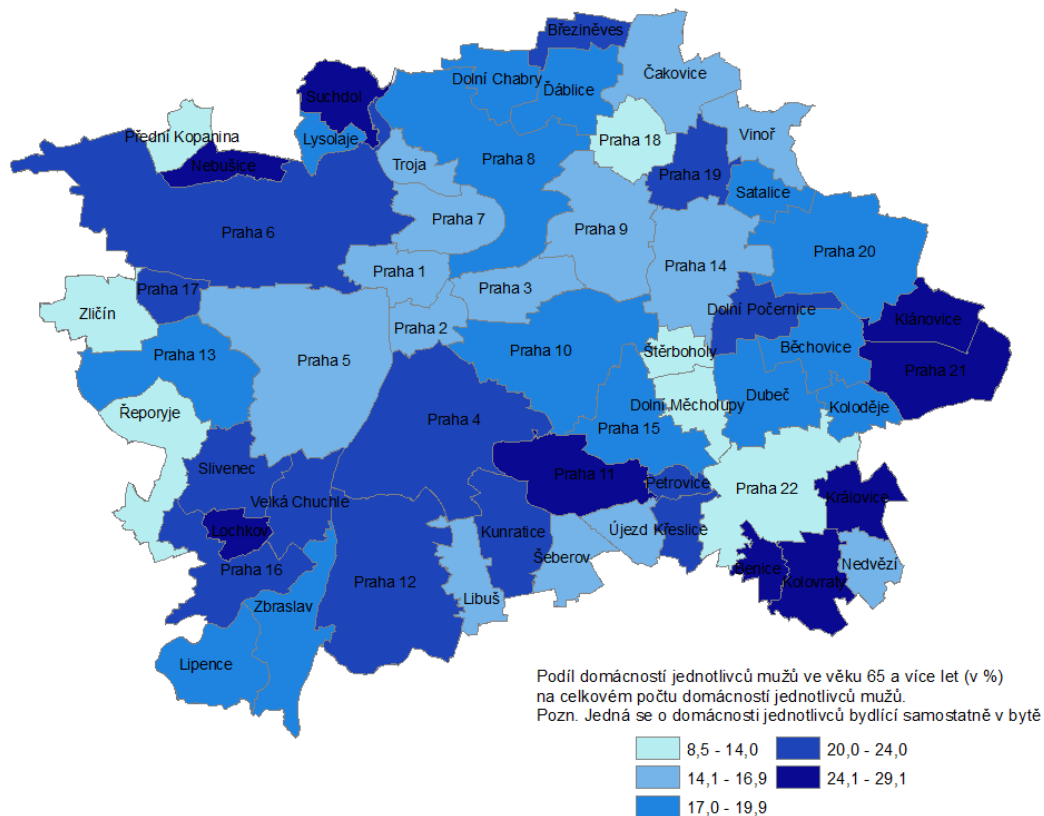 Březiněves
Dolní Chabry
Ďáblice
Čakovice
Suchdol
Přední Kopanina
Lysolaje
Nebušice
Praha 18
Vinoř
Troja
Praha 8
Praha 19
Satalice
Praha 7
Praha 6
Praha 9
Praha 20
Praha 1
Praha 14
Praha 17
Praha 3
Zličín
Dolní Počernice
Klánovice
Praha 2
Praha 13
Praha 5
Praha 10
Štěrboholy
Běchovice
Praha 21
Řeporyje
Praha 4
Dolní Měcholupy
Dubeč
Koloděje
Praha 15
Slivenec
Praha 11
Petrovice
Praha 22
Velká Chuchle
Královice
Lochkov
Kunratice
Újezd
Křeslice
Šeberov
Praha 16
Praha 12
Benice
Kolovraty
Nedvězí
Libuš
Zbraslav
Lipence
Podíl domácností jednotlivců mužů ve věku 65 a více let (v %)
na celkovém počtu domácností jednotlivců mužů.
Pozn. Jedná se o domácnosti jednotlivců bydlící samostatně v bytě
8,5 - 14,0
20,0 - 24,0
14,1 - 16,9
24,1 - 29,1
17,0 - 19,9